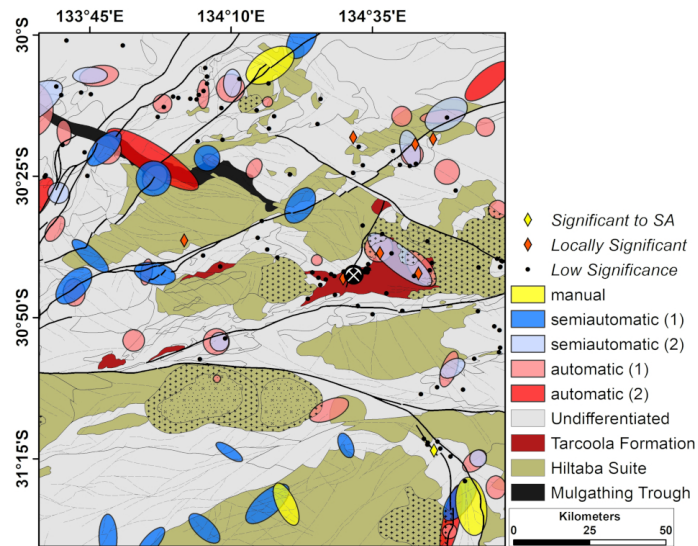 133°45'E 134°10'E 134°35'E
30°S
30°25'S
30°50'S
31°15'S
Significant to SA
Locally Significant
Low Significance
manual
semiautomatic (1)
semiautomatic (2)
automatic (1)
automatic (2)
Undifferentiated
Tarcoola Formation
Hiltaba Suite
Mulgathing Trough
Kilometers
0 25 50